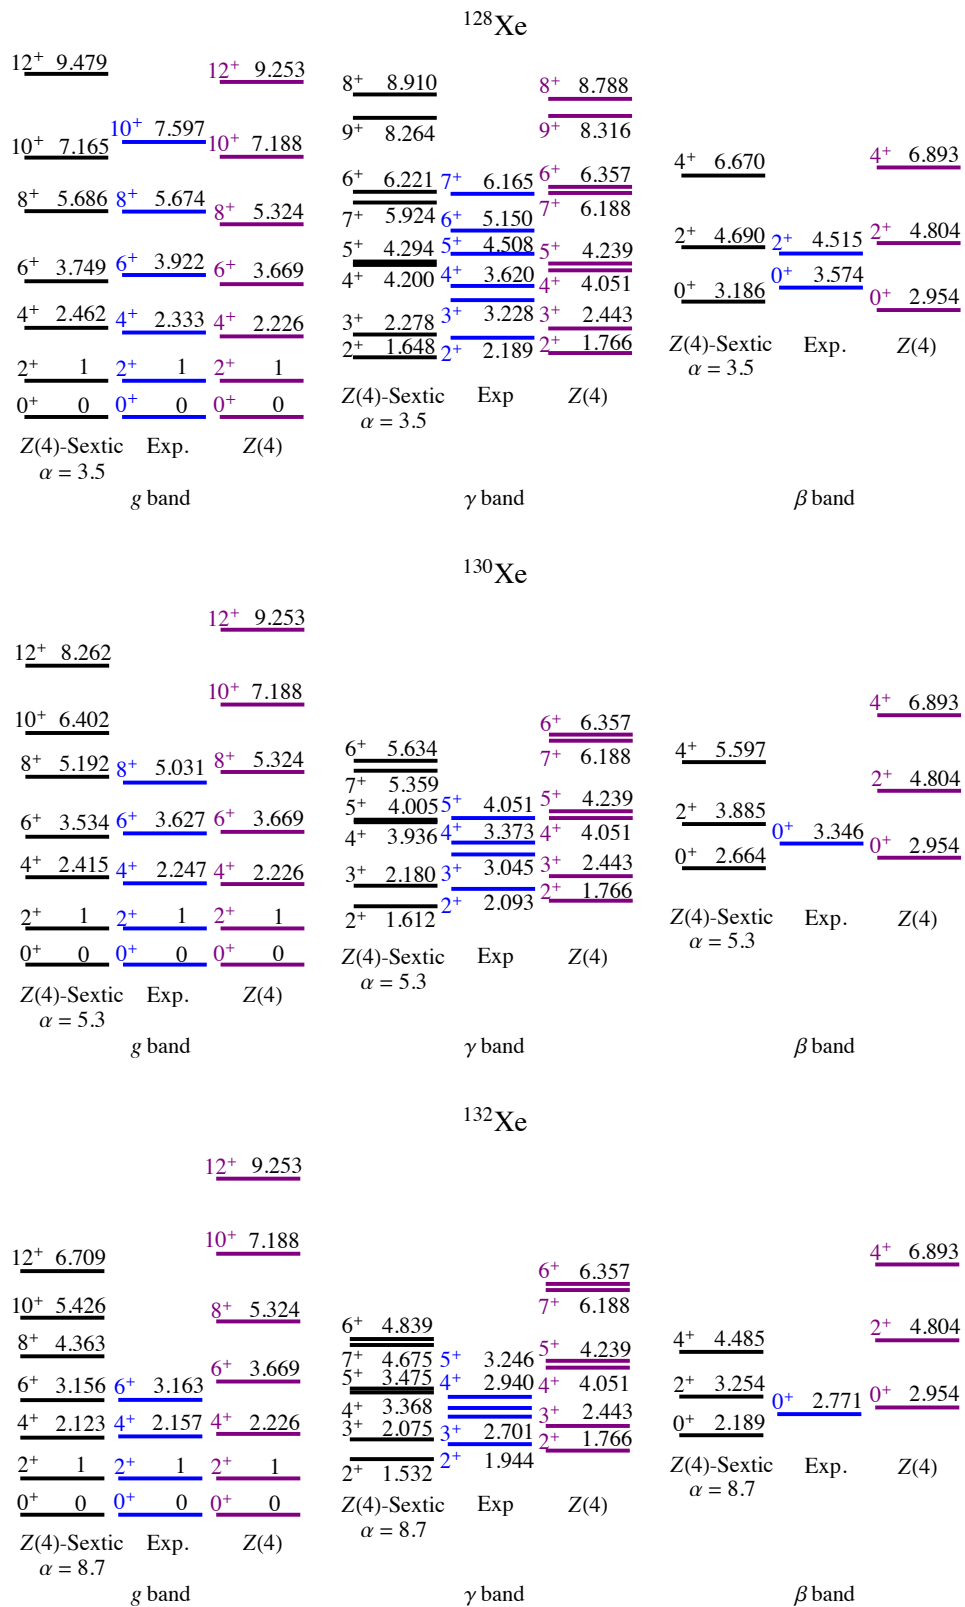 ¹²⁸Xe
12⁺ 9.479
10⁺ 7.165
8⁺ 5.686
6⁺ 3.749
4⁺ 2.462
2⁺ 1
0⁺ 0
Z(4)-Sextic
α = 3.5
10⁺ 7.597
8⁺ 5.674
6⁺ 3.922
4⁺ 2.333
2⁺ 1
0⁺ 0
Exp.
12⁺ 9.253
10⁺ 7.188
8⁺ 5.324
6⁺ 3.669
4⁺ 2.226
2⁺ 1
0⁺ 0
Z(4)
g band
8⁺ 8.910
9⁺ 8.264
6⁺ 6.221
7⁺ 5.924
5⁺ 4.294
4⁺ 4.200
3⁺ 2.278
2⁺ 1.648
Z(4)-Sextic
α = 3.5
7⁺ 6.165
6⁺ 5.150
5⁺ 4.508
4⁺ 3.620
3⁺ 3.228
2⁺ 2.189
Exp
8⁺ 8.788
9⁺ 8.316
6⁺ 6.357
7⁺ 6.188
5⁺ 4.239
4⁺ 4.051
3⁺ 2.443
2⁺ 1.766
Z(4)
γ band
4⁺ 6.670
2⁺ 4.690
0⁺ 3.186
Z(4)-Sextic
α = 3.5
2⁺ 4.515
0⁺ 3.574
Exp.
4⁺ 6.893
2⁺ 4.804
0⁺ 2.954
Z(4)
β band
¹³⁰Xe
12⁺ 8.262
10⁺ 6.402
8⁺ 5.192
6⁺ 3.534
4⁺ 2.415
2⁺ 1
0⁺ 0
Z(4)-Sextic
α = 5.3
8⁺ 5.031
6⁺ 3.627
4⁺ 2.247
2⁺ 1
0⁺ 0
Exp.
12⁺ 9.253
10⁺ 7.188
8⁺ 5.324
6⁺ 3.669
4⁺ 2.226
2⁺ 1
0⁺ 0
Z(4)
g band
6⁺ 5.634
7⁺ 5.359
5⁺ 4.005
4⁺ 3.936
3⁺ 2.180
2⁺ 1.612
Z(4)-Sextic
α = 5.3
5⁺ 4.051
4⁺ 3.373
3⁺ 3.045
2⁺ 2.093
Exp
6⁺ 6.357
7⁺ 6.188
5⁺ 4.239
4⁺ 4.051
3⁺ 2.443
2⁺ 1.766
Z(4)
γ band
4⁺ 5.597
2⁺ 3.885
0⁺ 2.664
Z(4)-Sextic
α = 5.3
0⁺ 3.346
Exp.
4⁺ 6.893
2⁺ 4.804
0⁺ 2.954
Z(4)
β band
¹³²Xe
12⁺ 6.709
10⁺ 5.426
8⁺ 4.363
6⁺ 3.156
4⁺ 2.123
2⁺ 1
0⁺ 0
Z(4)-Sextic
α = 8.7
6⁺ 3.163
4⁺ 2.157
2⁺ 1
0⁺ 0
Exp.
12⁺ 9.253
10⁺ 7.188
8⁺ 5.324
6⁺ 3.669
4⁺ 2.226
2⁺ 1
0⁺ 0
Z(4)
g band
6⁺ 4.839
7⁺ 4.675
5⁺ 3.475
4⁺ 3.368
3⁺ 2.075
2⁺ 1.532
Z(4)-Sextic
α = 8.7
5⁺ 3.246
4⁺ 2.940
3⁺ 2.701
2⁺ 1.944
Exp
6⁺ 6.357
7⁺ 6.188
5⁺ 4.239
4⁺ 4.051
3⁺ 2.443
2⁺ 1.766
Z(4)
γ band
4⁺ 4.485
2⁺ 3.254
0⁺ 2.189
Z(4)-Sextic
α = 8.7
0⁺ 2.771
Exp.
4⁺ 6.893
2⁺ 4.804
0⁺ 2.954
Z(4)
β band